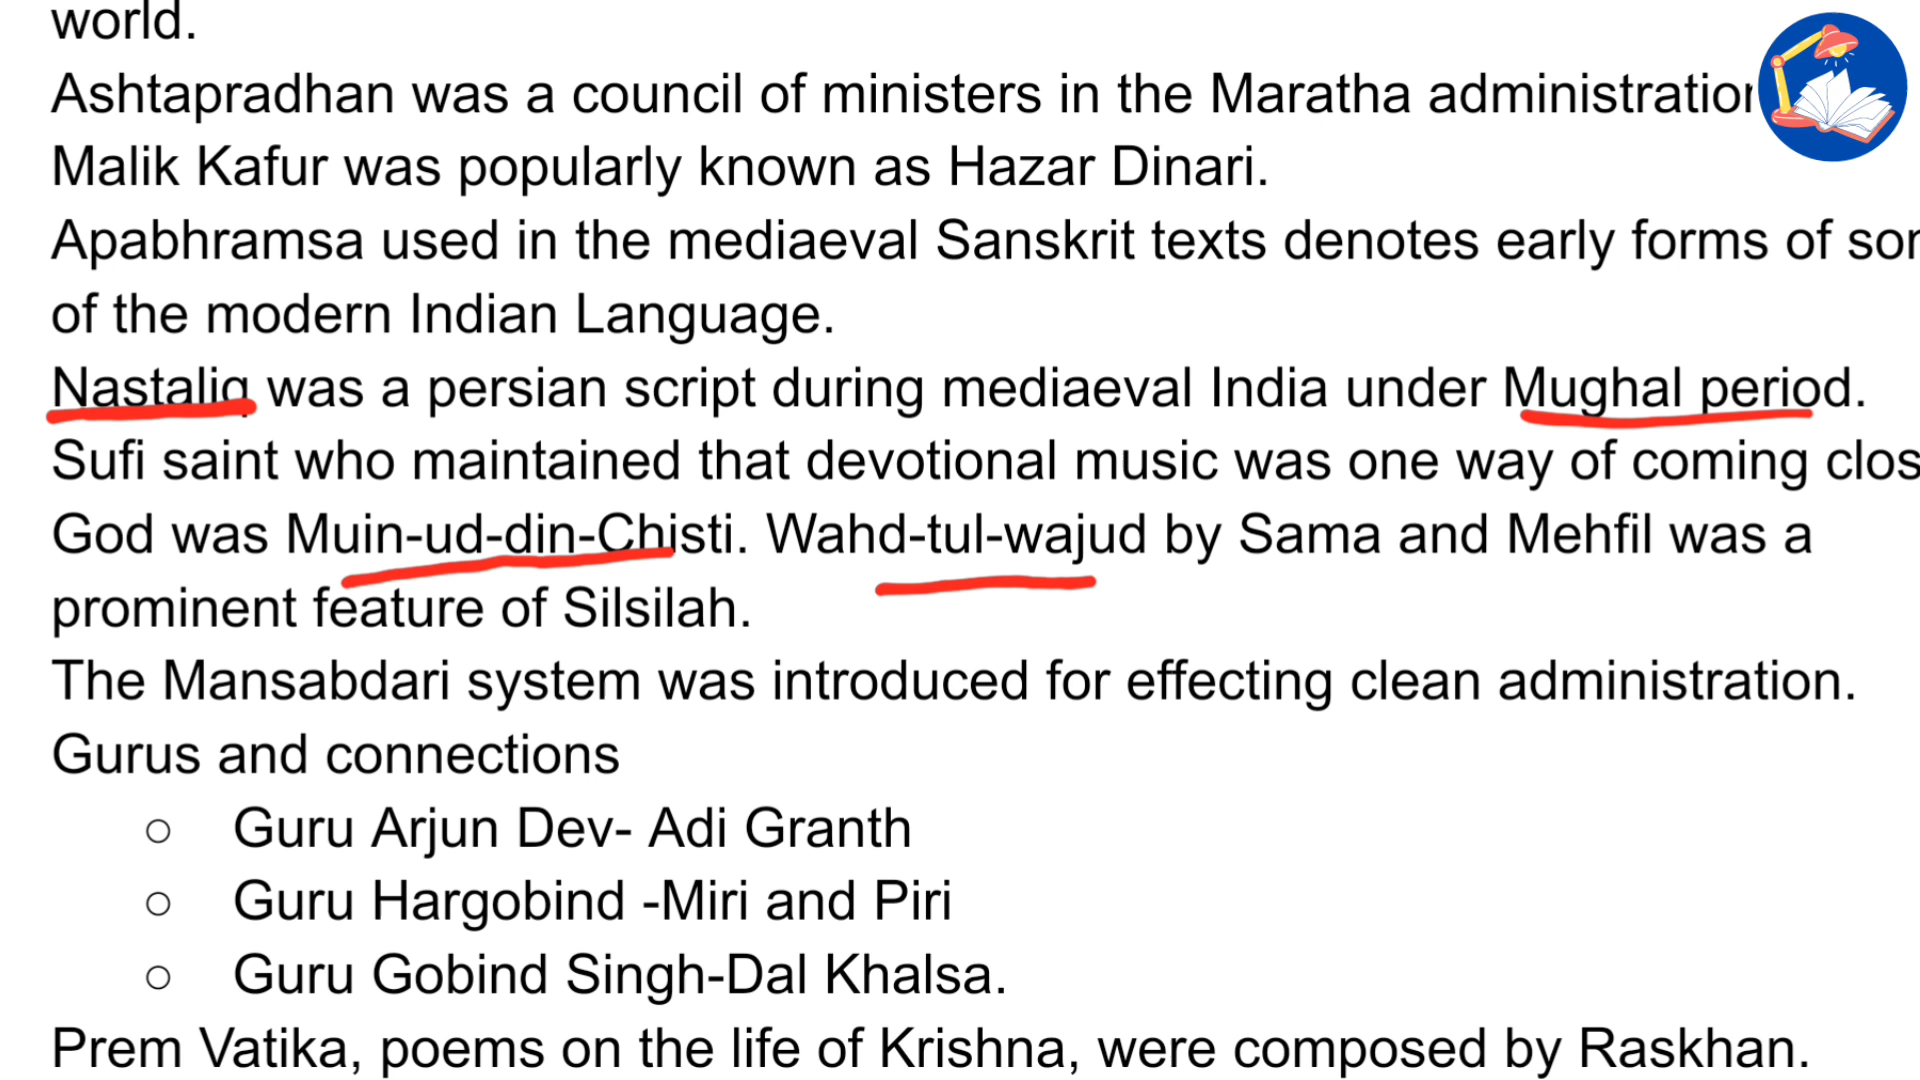 world.
Ashtapradhan was a council of ministers in the Maratha
Malik Kafur was popularly known as Hazar Dinari.
Apabhramsa used in the mediaeval Sanskrit texts denotes early forms of
of the modern Indian Language.
Nastaliq was a persian script during mediaeval India under Mughal period.
Sufi saint who maintained that devotional music was one way of coming
God was Muin-ud-din-Chisti. Wahd-tul-wajud by Sama and Mehfil was a
prominent feature of Silsilah.
The Mansabdari system was introduced for effecting clean administration.
Gurus and connections
○ Guru Arjun Dev- Adi Granth
○ Guru Hargobind -Miri and Piri
○ Guru Gobind Singh-Dal Khalsa.
Prem Vatika, poems on the life of Krishna, were composed by Raskhan.